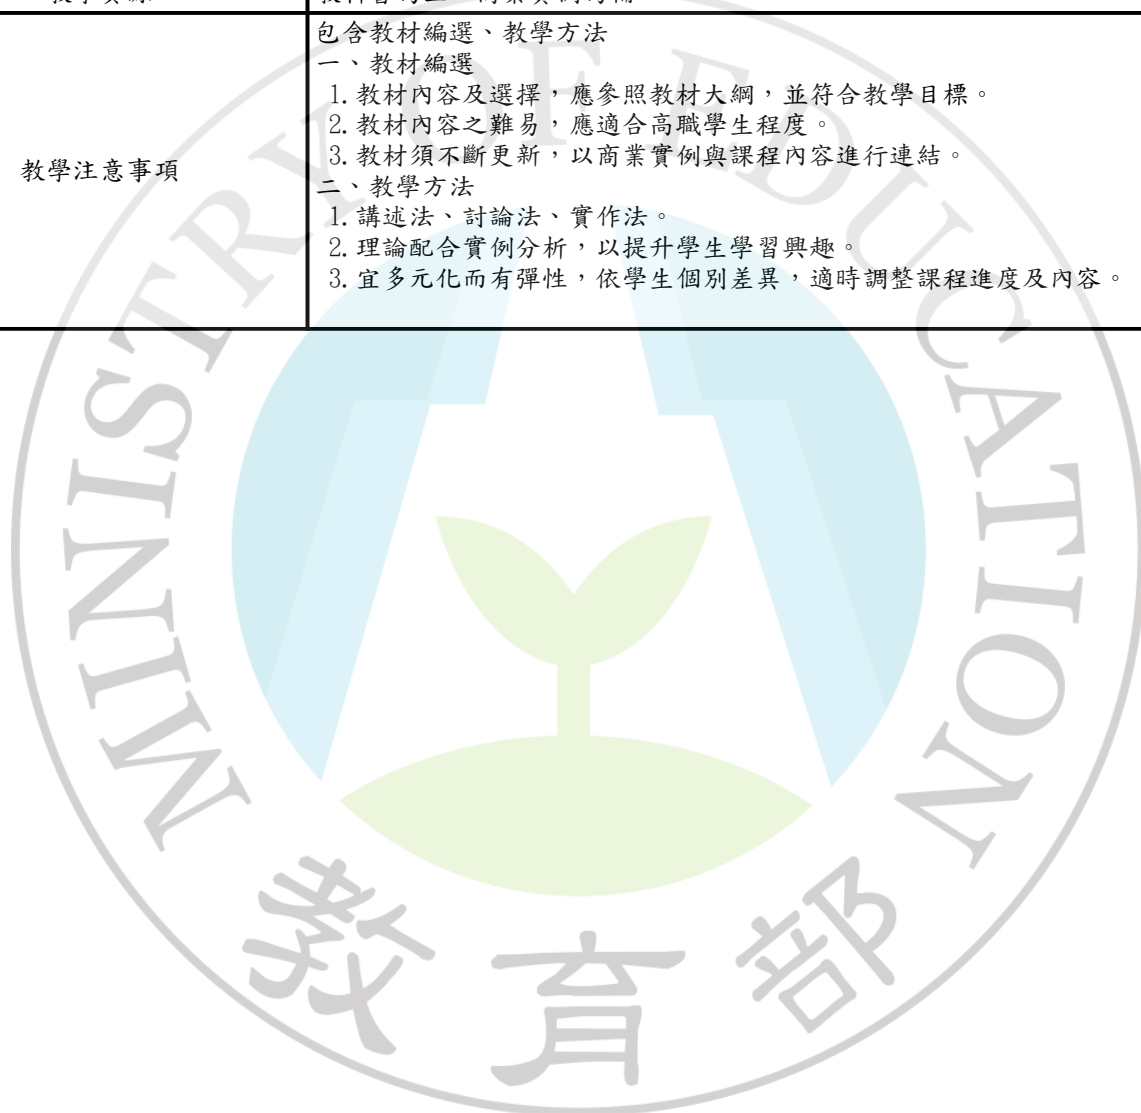 包含教材編選、教學方法
一、教材編選
1.教材內容及選擇，應參照教材大綱，並符合教學目標。
2.教材內容之難易，應適合高職學生程度。
3.教材須不斷更新，以商業實例與課程內容進行連結。
教學注意事項
二、教學方法
1.講述法、討論法、實作法。
2.理論配合實例分析，以提升學生學習興趣。
3.宜多元化而有彈性，依學生個別差異，適時調整課程進度及內容。
MINISTRY OF EDUCATION
教育部